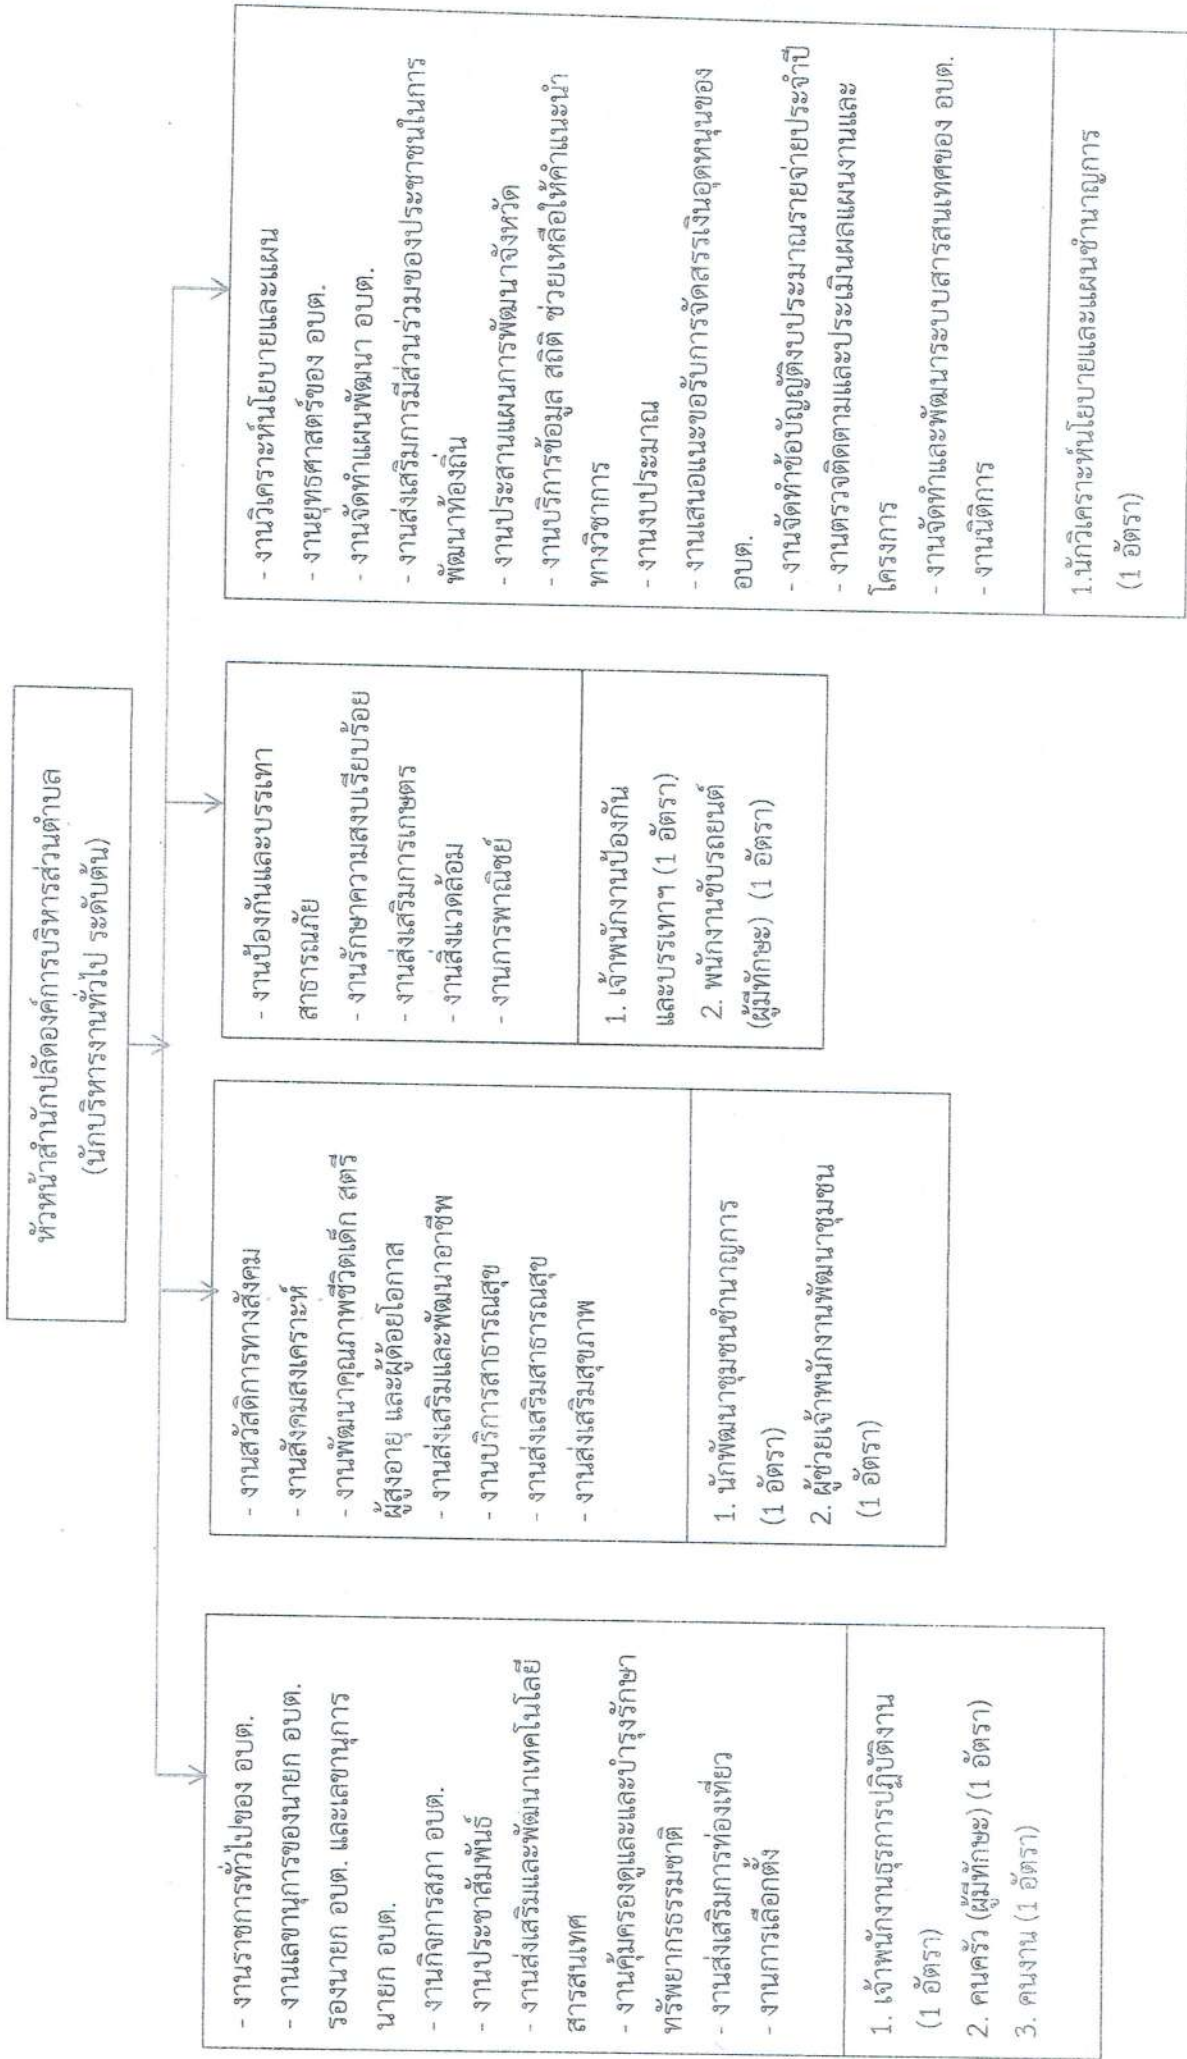 หัวหน้าสำนักปลัดองค์การบริหารส่วนตำบล
(นักบริหารงานทั่วไป ระดับต้น)
- งานราชการทั่วไปของ อบต.
- งานเลขานุการของนายก อบต.
รองนายก อบต. และเลขานุการ
นายก อบต.
- งานกิจการสภา อบต.
- งานประชาสัมพันธ์
- งานส่งเสริมและพัฒนาเทคโนโลยี
สารสนเทศ
- งานคุ้มครองดูและและบำรุงรักษา
ทรัพยากรธรรมชาติ
- งานส่งเสริมการท่องเที่ยว
- งานการเลือกตั้ง
1. เจ้าพนักงานธุรการปฏิบัติงาน
(1 อัตรา)
2. คนครัว (ผู้มีทักษะ) (1 อัตรา)
3. คนงาน (1 อัตรา)
- งานสวัสดิการทางสังคม
- งานสังคมสงเคราะห์
- งานพัฒนาคุณภาพชีวิตเด็ก สตรี
ผู้สูงอายุ และผู้ด้อยโอกาส
- งานส่งเสริมและพัฒนาอาชีพ
- งานบริการสาธารณสุข
- งานส่งเสริมสาธารณสุข
- งานส่งเสริมสุขภาพ
1. นักพัฒนาชุมชนชำนาญการ
(1 อัตรา)
2. ผู้ช่วยเจ้าพนักงานพัฒนาชุมชน
(1 อัตรา)
- งานป้องกันและบรรเทา
สาธารณภัย
- งานรักษาความสงบเรียบร้อย
- งานส่งเสริมการเกษตร
- งานสิ่งแวดล้อม
- งานการพาณิชย์
1. เจ้าพนักงานป้องกัน
และบรรเทาฯ (1 อัตรา)
2. พนักงานขับรถยนต์
(ผู้มีทักษะ) (1 อัตรา)
- งานวิเคราะห์นโยบายและแผน
- งานยุทธศาสตร์ของ อบต.
- งานจัดทำแผนพัฒนา อบต.
- งานส่งเสริมการมีส่วนร่วมของประชาชนในการ
พัฒนาท้องถิ่น
- งานประสานแผนการพัฒนาจังหวัด
- งานบริการข้อมูล สถิติ ช่วยเหลือให้คำแนะนำ
ทางวิชาการ
- งานงบประมาณ
- งานเสนอแนะขอรับการจัดสรรเงินอุดหนุนของ
อบต.
- งานจัดทำข้อบัญญัติงบประมาณรายจ่ายประจำปี
- งานตรวจติดตามและประเมินผลแผนงานและ
โครงการ
- งานจัดทำและพัฒนาระบบสารสนเทศของ อบต.
- งานนิติการ
1.นักวิเคราะห์นโยบายและแผนชำนาญการ
(1 อัตรา)